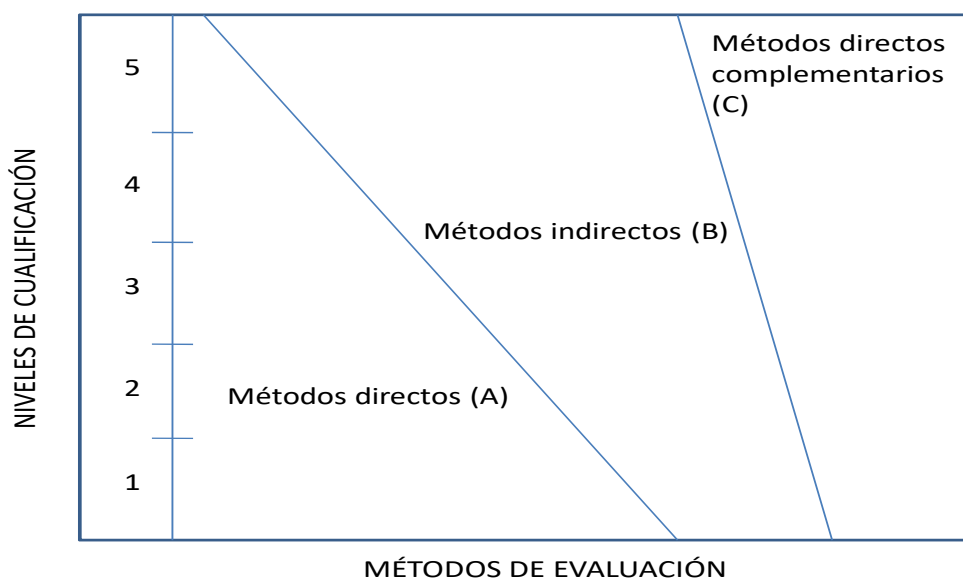 NIVELES DE CUALIFICACIÓN
5
4
3
2
1
Métodos directos
complementarios
(C)
Métodos indirectos (B)
Métodos directos (A)
MÉTODOS DE EVALUACIÓN